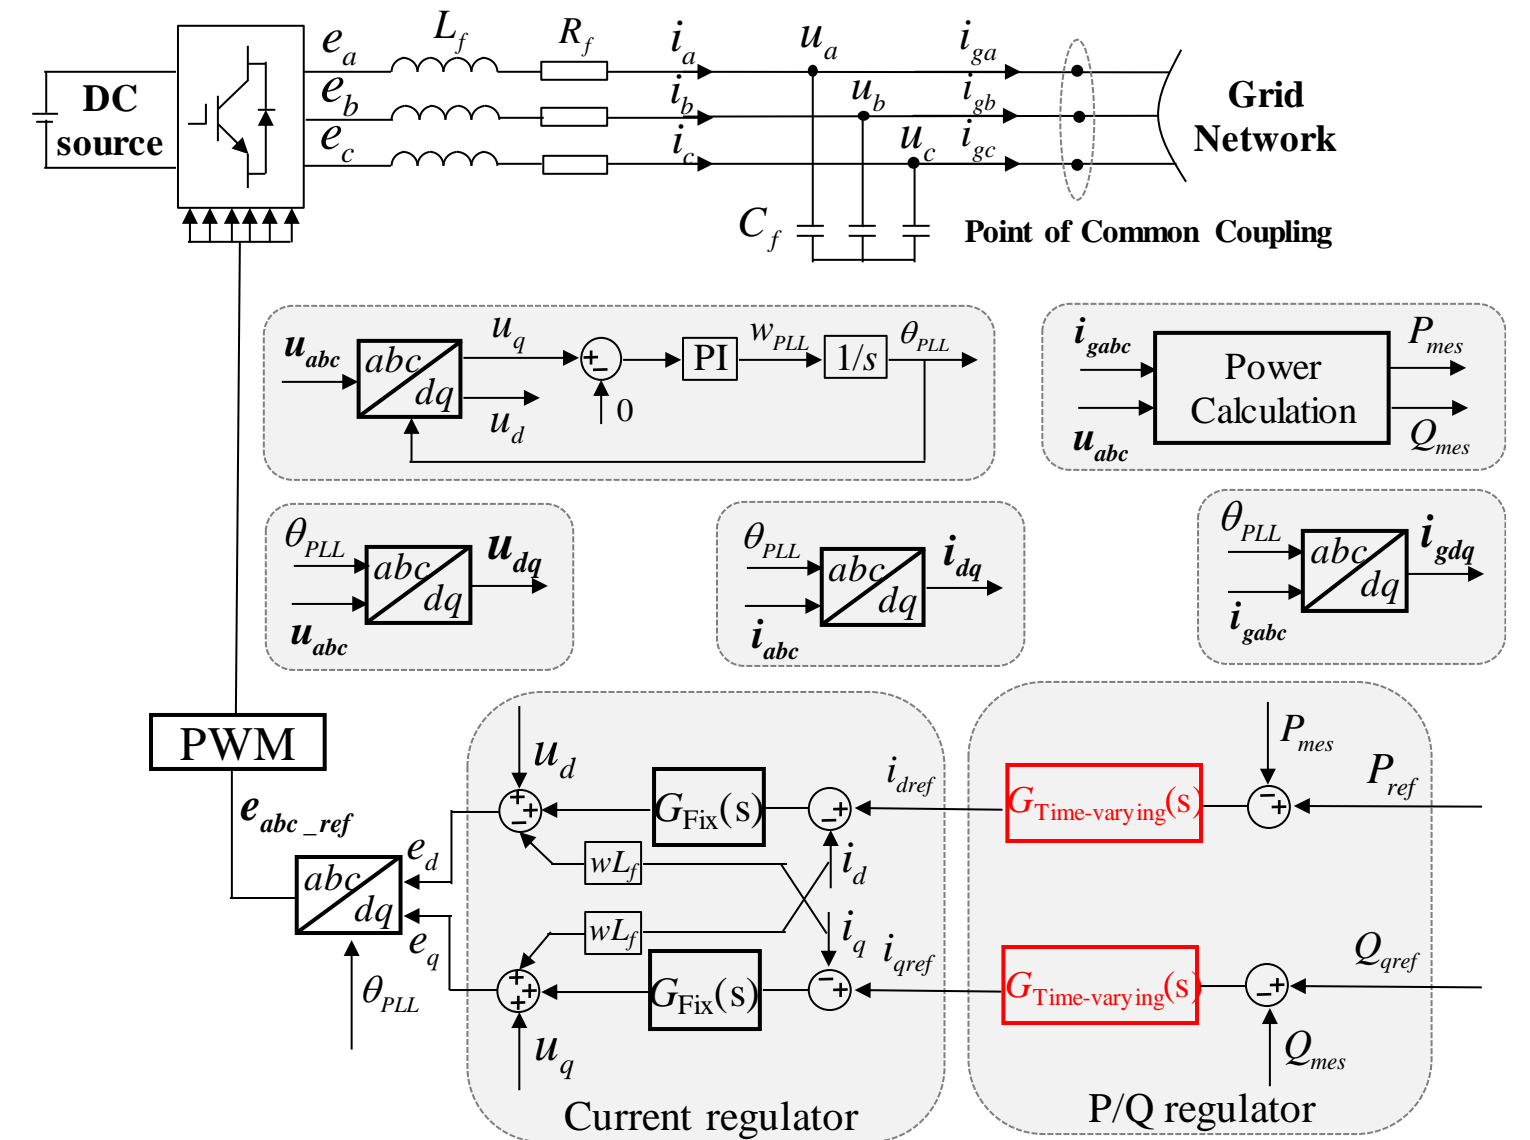 e_a
L_f
R_f
i_a
u_a
i_ga
DC
source
e_b
i_b
u_b
i_gb
Grid
Network
e_c
i_c
u_c
i_gc
C_f
Point of Common Coupling
u_abc
abc
dq
u_q
u_d
+
−
0
PI
w_PLL
1/s
θ_PLL
i_gabc
u_abc
Power
Calculation
P_mes
Q_mes
θ_PLL
u_abc
abc
dq
u_dq
θ_PLL
i_abc
abc
dq
i_dq
θ_PLL
i_gabc
abc
dq
i_gdq
PWM
e_abc_ref
abc
dq
e_d
e_q
θ_PLL
u_d
+
+
−
G_Fix(s)
− +
i_dref
G_Time-varying(s)
− +
P_mes
P_ref
wL_f
i_d
wL_f
i_q
+
+
+
G_Fix(s)
− +
i_qref
G_Time-varying(s)
− +
Q_qref
Q_mes
u_q
Current regulator
P/Q regulator